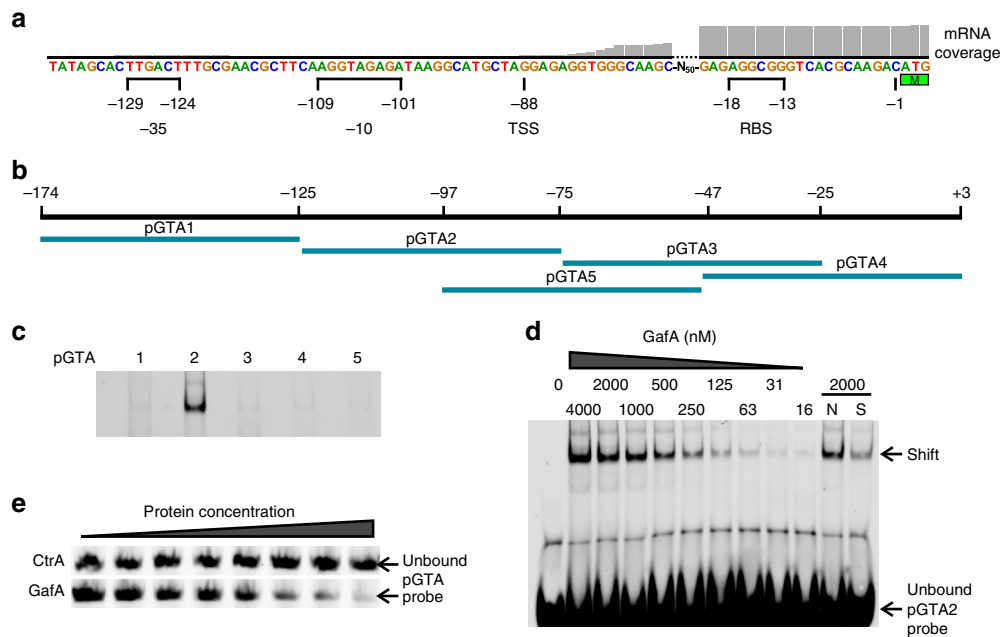 a
mRNA
coverage
TATAGCACTTGACTTTGCGAACGCTTCAAGGTAGAGATAAGGCATGCTAGGAGAGGTGGGCAAGC-N50-GAGAGGCGGGTCACGCAAGACATG
M
–129 –124 –109 –101 –88 –18 –13 –1
–35 –10 TSS RBS
b
–174 –125 –97 –75 –47 –25 +3
pGTA1
pGTA2
pGTA3
pGTA4
pGTA5
c
pGTA 1 2 3 4 5
d
GafA (nM)
0 2000 500 125 31 2000
4000 1000 250 63 16 N S
Shift
Unbound
pGTA2
probe
e
Protein concentration
CtrA
GafA
Unbound
pGTA
probe